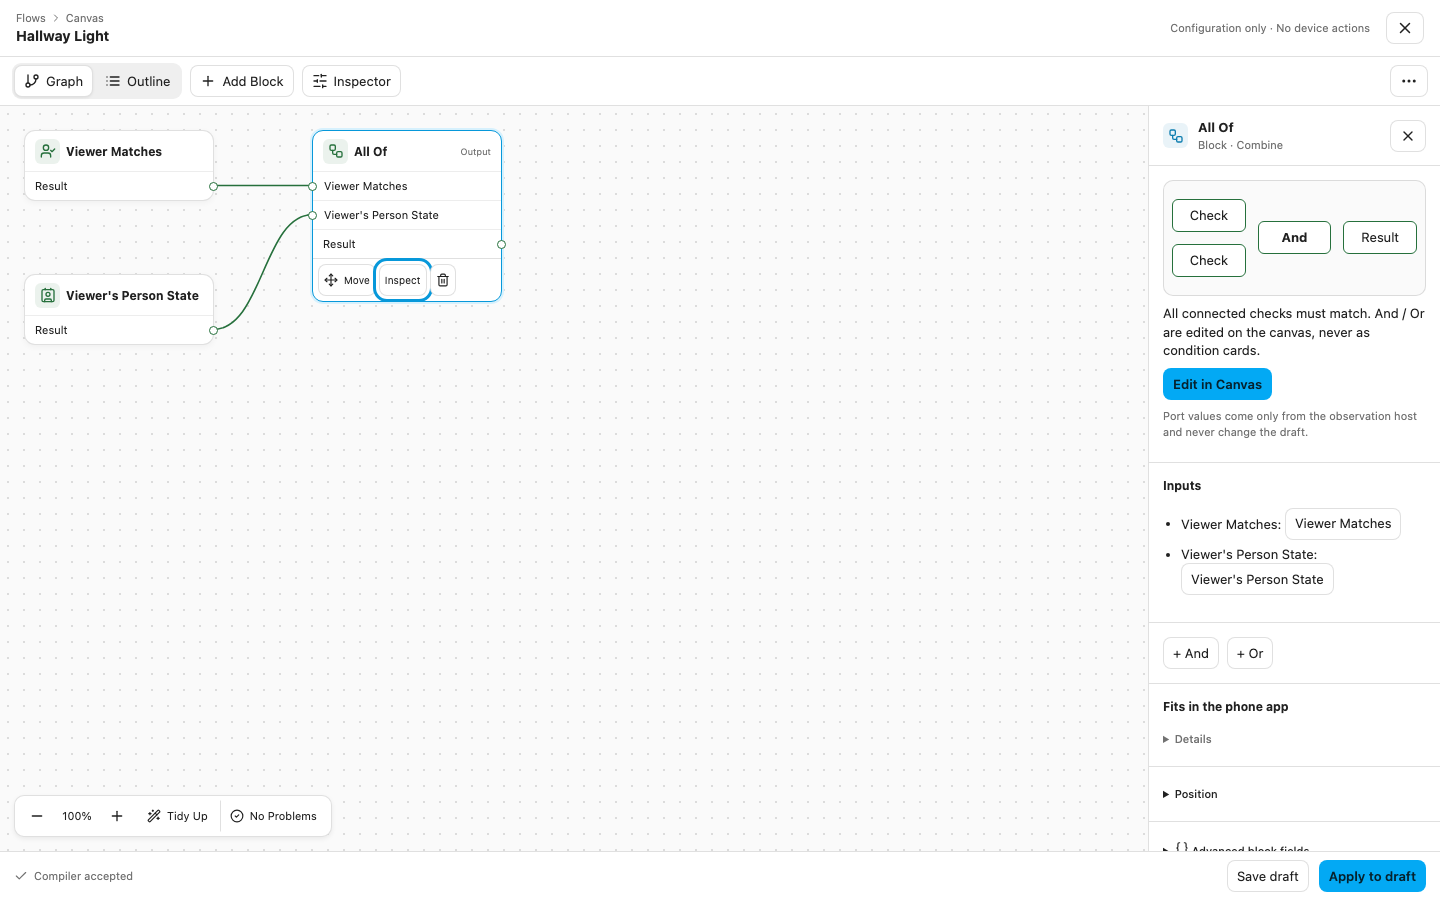 Flows > Canvas
Hallway Light
Configuration only · No device actions
Graph
Outline
Add Block
Inspector
Viewer Matches
Result
All Of
Output
Viewer Matches
Viewer's Person State
Result
Move
Inspect
Viewer's Person State
Result
All Of
Block · Combine
Check
Check
And
Result
All connected checks must match. And / Or
are edited on the canvas, never as
condition cards.
Edit in Canvas
Port values come only from the observation host
and never change the draft.
Inputs
• Viewer Matches: Viewer Matches
• Viewer's Person State:
Viewer's Person State
+ And
+ Or
Fits in the phone app
Details
Position
{} Advanced block fields
100%
Tidy Up
No Problems
Compiler accepted
Save draft
Apply to draft